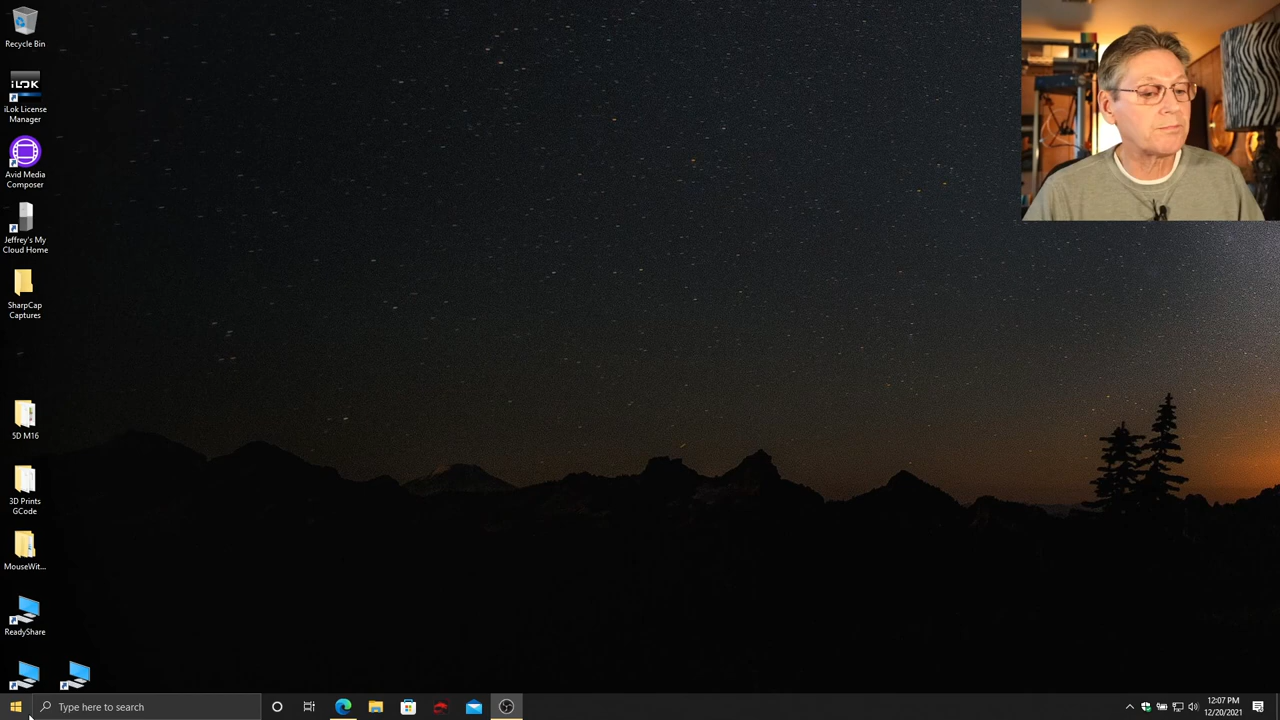 Recycle Bin
iLOK
iLok License
Manager
Avid Media
Composer
Jeffrey's My
Cloud Home
SharpCap
Captures
5D M16
3D Prints
GCode
MouseWit...
ReadyShare
Type here to search
12:07 PM
12/20/2021